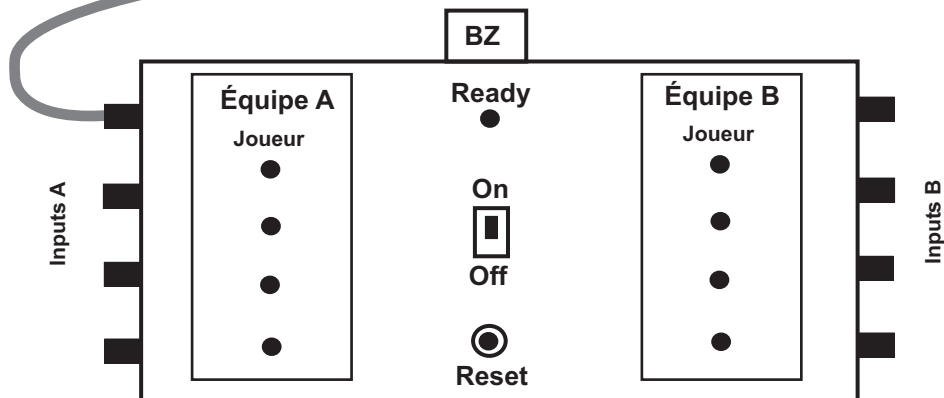 BZ
Équipe A
Joueur
Ready
On
Off
Reset
Équipe B
Joueur
Inputs A
Inputs B